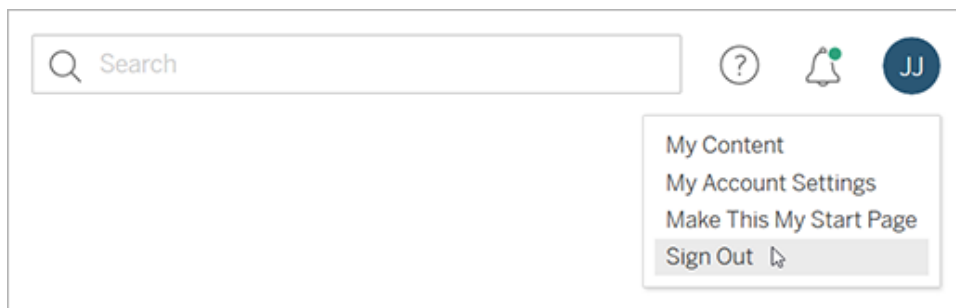 Search
?
JJ
My Content
My Account Settings
Make This My Start Page
Sign Out